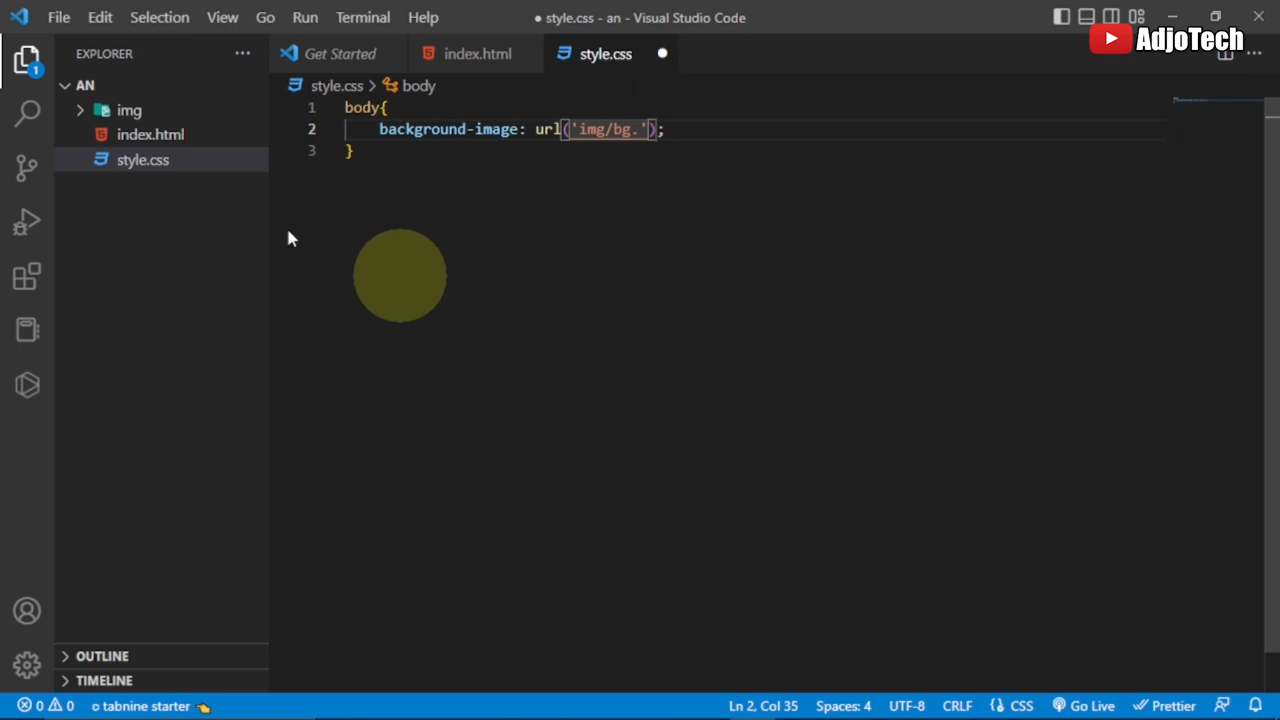 File Edit Selection View Go Run Terminal Help
● style.css - an - Visual Studio Code
AdjoTech
EXPLORER
Get Started
index.html
style.css
AN
style.css > body
img
index.html
style.css
1
1 body{
2 background-image: url('img/bg.');
3 }
OUTLINE
TIMELINE
0 0 tabnine starter
Ln 2, Col 35 Spaces: 4 UTF-8 CRLF CSS Go Live Prettier